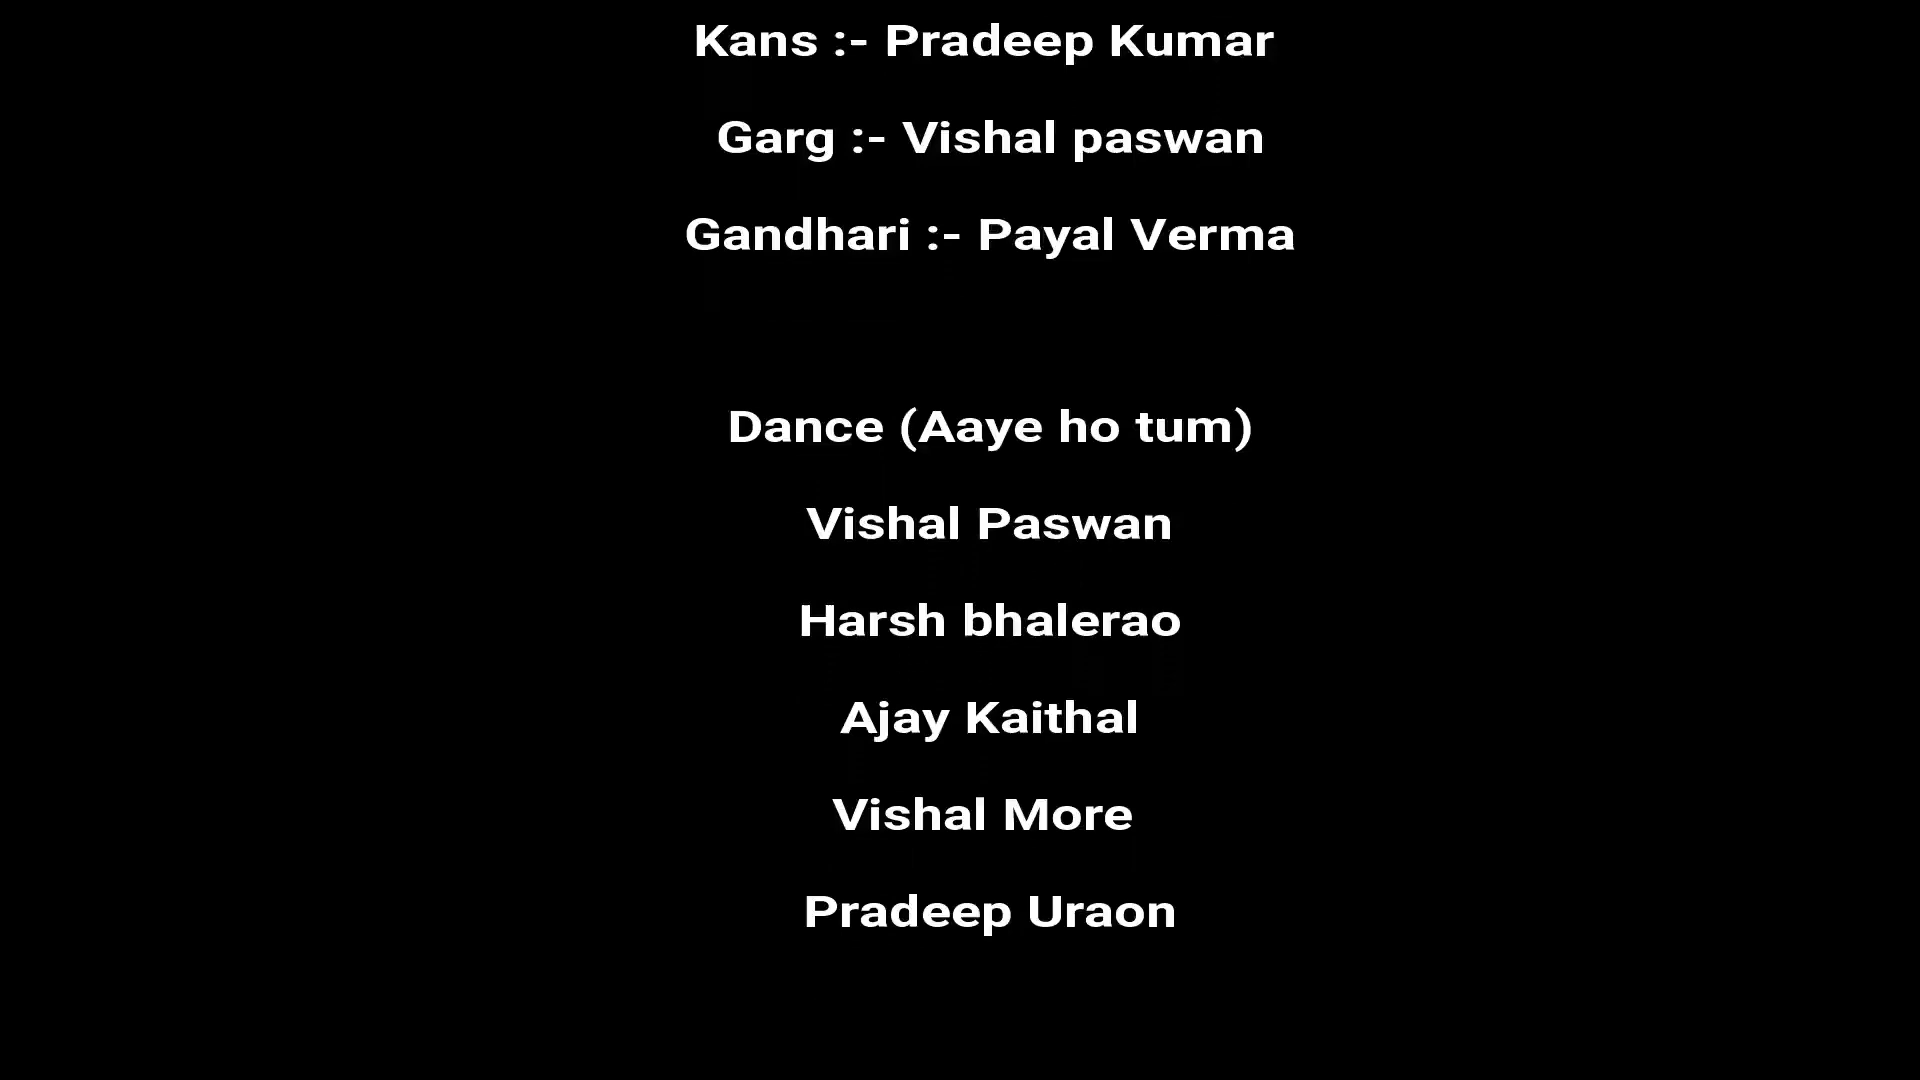 Kans :- Pradeep Kumar
Garg :- Vishal paswan
Gandhari :- Payal Verma
Dance (Aaye ho tum)
Vishal Paswan
Harsh bhalerao
Ajay Kaithal
Vishal More
Pradeep Uraon